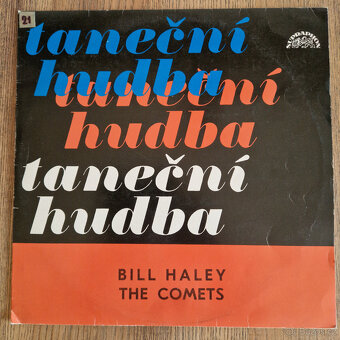 21
SUPRAPHON
taneční
hudba
taneční
hudba
taneční
hudba
BILL HALEY
THE COMETS